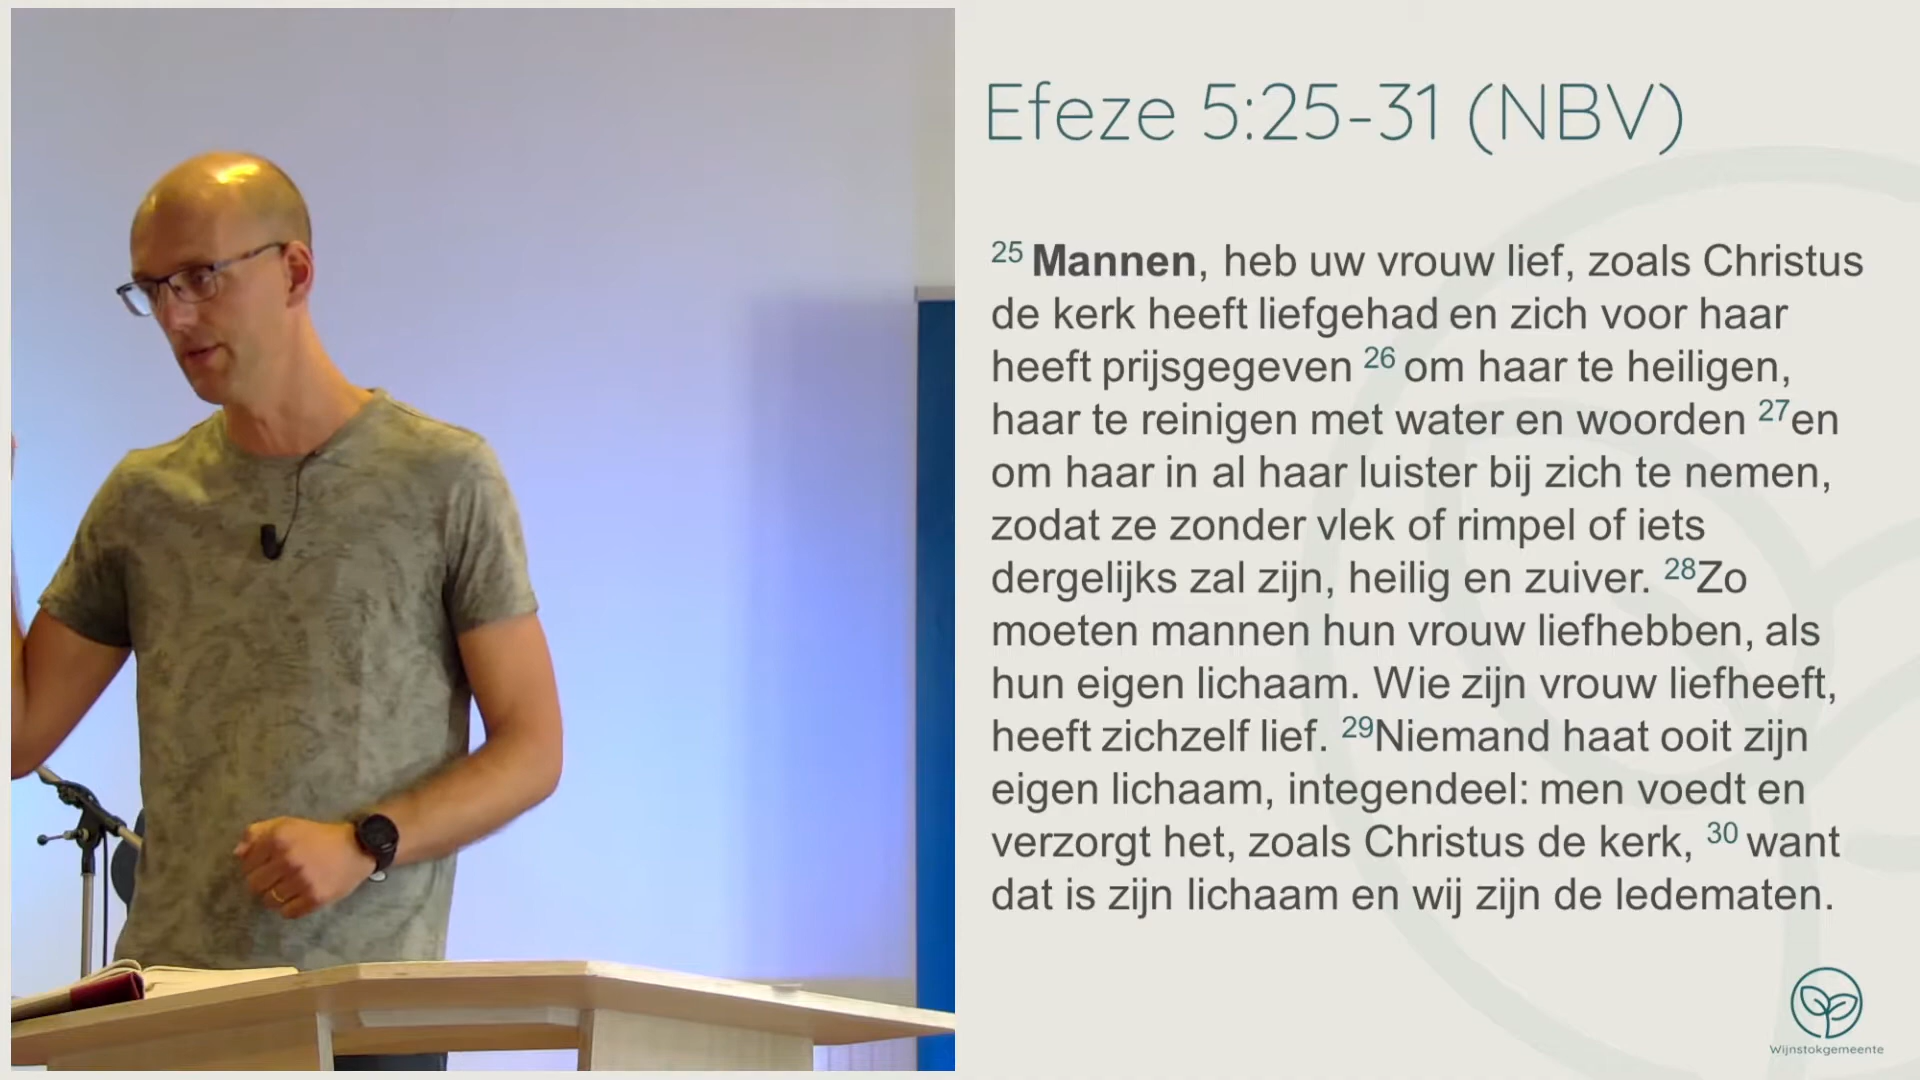 Efeze 5:25-31 (NBV)
25 Mannen, heb uw vrouw lief, zoals Christus
de kerk heeft liefgehad en zich voor haar
heeft prijsgegeven 26 om haar te heiligen,
haar te reinigen met water en woorden 27en
om haar in al haar luister bij zich te nemen,
zodat ze zonder vlek of rimpel of iets
dergelijks zal zijn, heilig en zuiver. 28Zo
moeten mannen hun vrouw liefhebben, als
hun eigen lichaam. Wie zijn vrouw liefheeft,
heeft zichzelf lief. 29Niemand haat ooit zijn
eigen lichaam, integendeel: men voedt en
verzorgt het, zoals Christus de kerk, 30 want
dat is zijn lichaam en wij zijn de ledematen.
Wijnstokgemeente